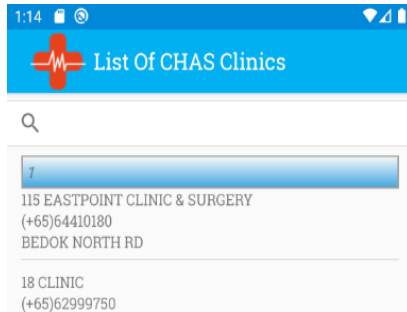 1:14
List Of CHAS Clinics
1
115 EASTPOINT CLINIC & SURGERY
(+65)64410180
BEDOK NORTH RD
18 CLINIC
(+65)62999750